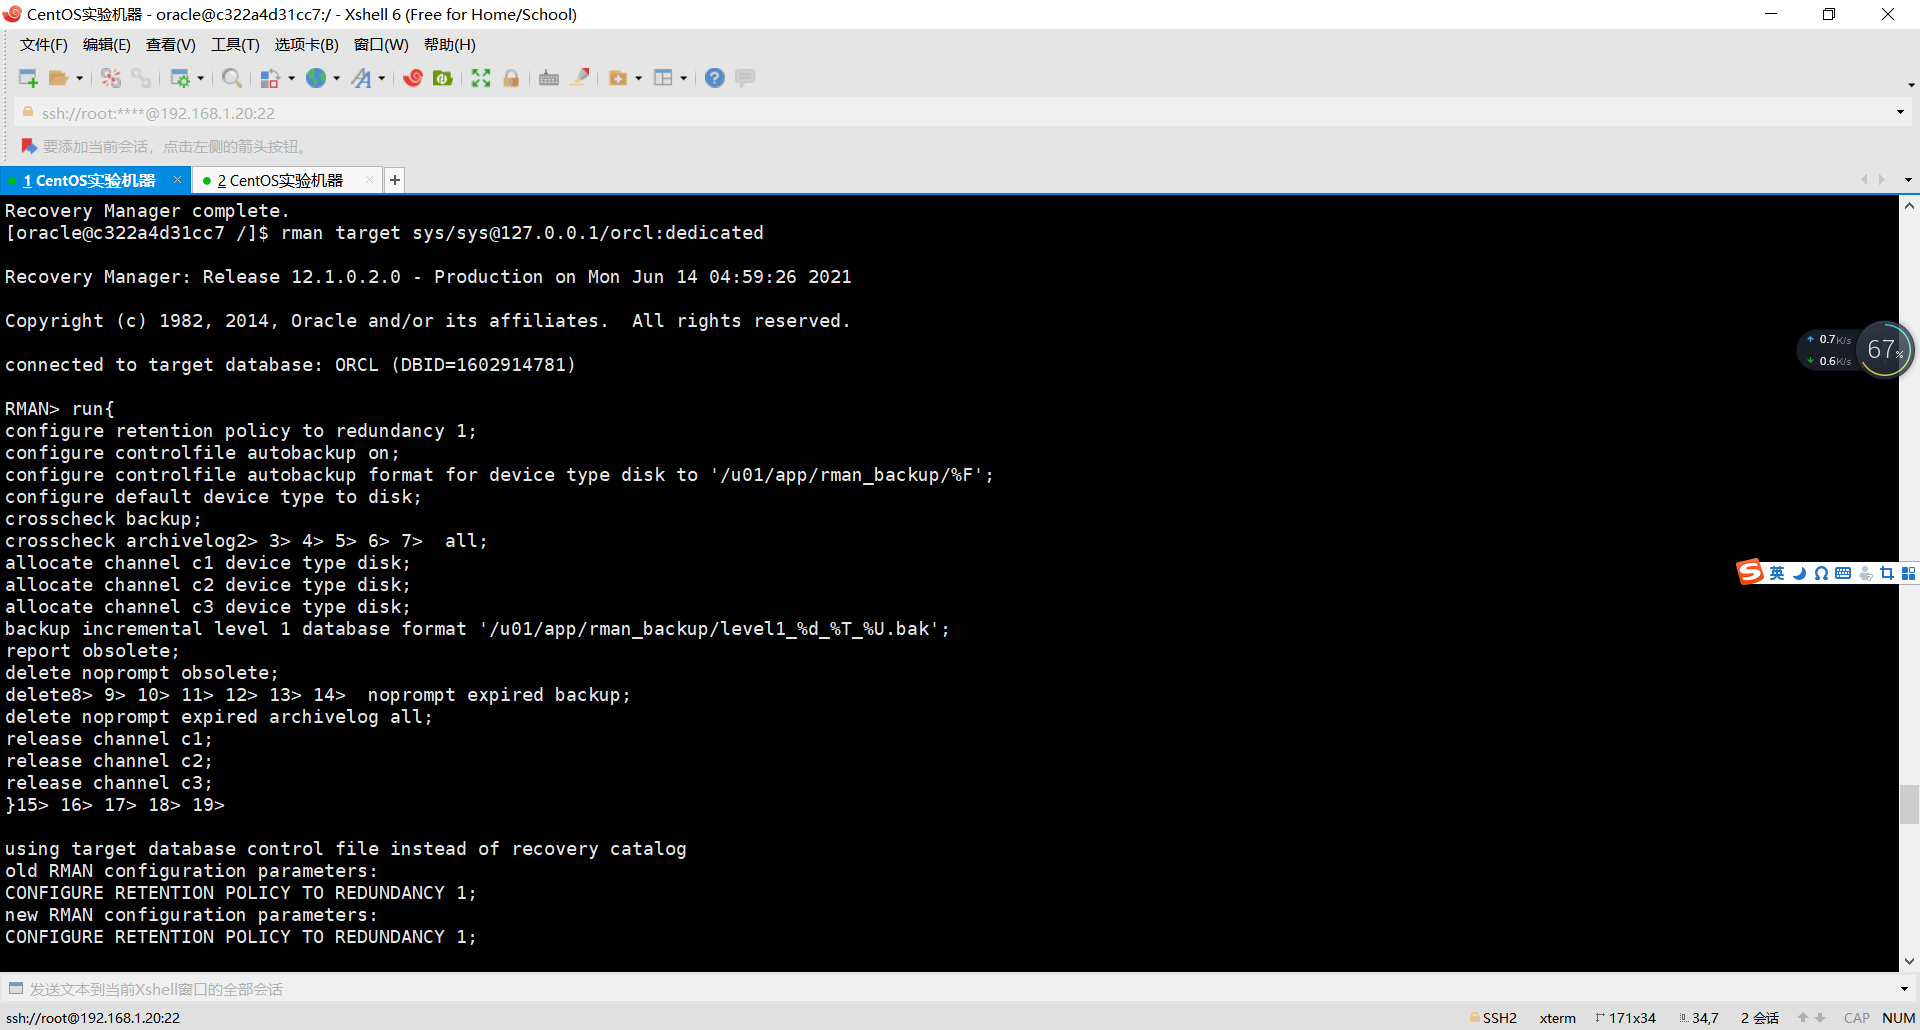 CentOS实验机器 - oracle@c322a4d31cc7:/ - Xshell 6 (Free for Home/School)
文件(F) 编辑(E) 查看(V) 工具(T) 选项卡(B) 窗口(W) 帮助(H)
ssh://root:****@192.168.1.20:22
要添加当前会话，点击左侧的箭头按钮。
1 CentOS实验机器 × 2 CentOS实验机器 × +
Recovery Manager complete.
[oracle@c322a4d31cc7 /]$ rman target sys/sys@127.0.0.1/orcl:dedicated
Recovery Manager: Release 12.1.0.2.0 - Production on Mon Jun 14 04:59:26 2021
Copyright (c) 1982, 2014, Oracle and/or its affiliates.  All rights reserved.
connected to target database: ORCL (DBID=1602914781)
RMAN> run{
configure retention policy to redundancy 1;
configure controlfile autobackup on;
configure controlfile autobackup format for device type disk to '/u01/app/rman_backup/%F';
configure default device type to disk;
crosscheck backup;
crosscheck archivelog2> 3> 4> 5> 6> 7>  all;
allocate channel c1 device type disk;
allocate channel c2 device type disk;
allocate channel c3 device type disk;
backup incremental level 1 database format '/u01/app/rman_backup/level1_%d_%T_%U.bak';
report obsolete;
delete noprompt obsolete;
delete8> 9> 10> 11> 12> 13> 14>  noprompt expired backup;
delete noprompt expired archivelog all;
release channel c1;
release channel c2;
release channel c3;
}15> 16> 17> 18> 19>
using target database control file instead of recovery catalog
old RMAN configuration parameters:
CONFIGURE RETENTION POLICY TO REDUNDANCY 1;
new RMAN configuration parameters:
CONFIGURE RETENTION POLICY TO REDUNDANCY 1;
0.7K/s
0.6K/s
67%
英
发送文本到当前Xshell窗口的全部会话
ssh://root@192.168.1.20:22 SSH2 xterm 171x34 34,7 2 会话 CAP NUM